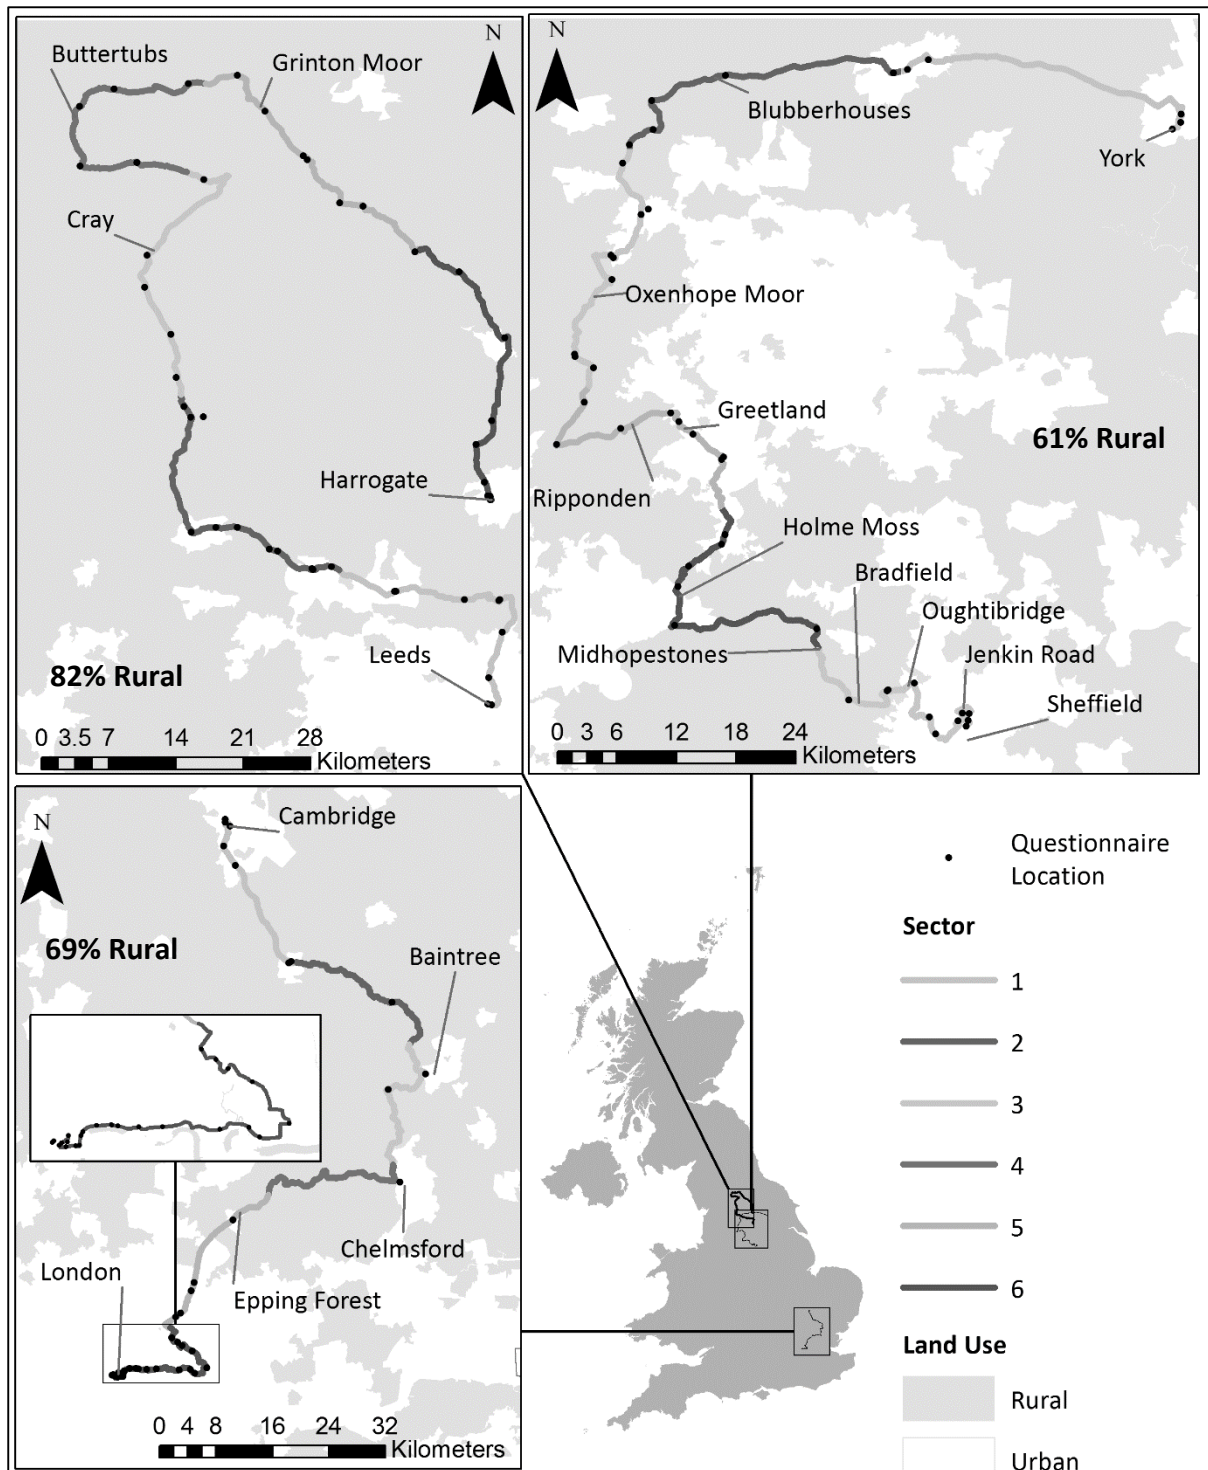 N
Buttertubs
Grinton Moor
Cray
Harrogate
Leeds
82% Rural
0 3.5 7 14 21 28
Kilometers
N
Blubberhouses
York
Oxenhope Moor
Greetland
61% Rural
Ripponden
Holme Moss
Bradfield
Oughtibridge
Midhopestones
Jenkin Road
Sheffield
0 3 6 12 18 24
Kilometers
N
Cambridge
69% Rural
Baintree
Chelmsford
London
Epping Forest
0 4 8 16 24 32
Kilometers
Questionnaire
Location
Sector
1
2
3
4
5
6
Land Use
Rural
Urban